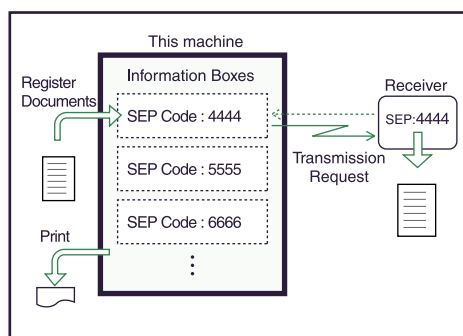 This machine
Register
Documents
Information Boxes
SEP Code : 4444
SEP Code : 5555
SEP Code : 6666
Print
Receiver
SEP:4444
Transmission
Request